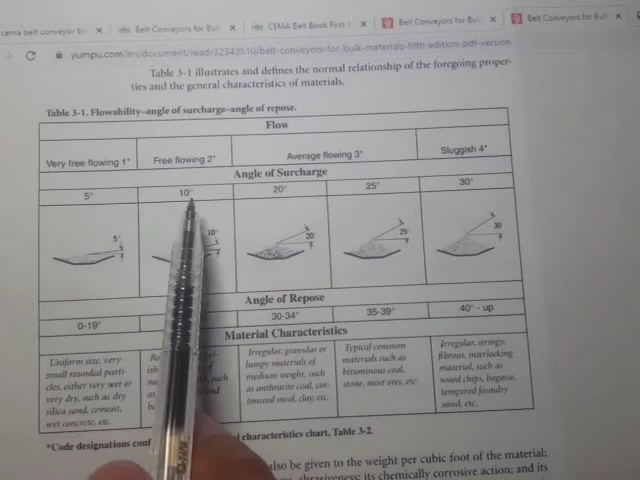 cema belt conveyor b
Belt Conveyors for Bul
CEMA Belt Book First
Belt Conveyors for Bul
Belt Conveyors for Bul
yumpu.com/en/document/read/32343510/belt-conveyors-for-bulk-materials-fifth-edition-pdf-version
Table 3-1 illustrates and defines the normal relationship of the foregoing proper-
ties and the general characteristics of materials.
Table 3-1. Flowability–angle of surcharge–angle of repose.
Flow
Very free flowing 1*
Free flowing 2*
Average flowing 3*
Sluggish 4*
Angle of Surcharge
5°
10°
20°
25°
30°
5°
10°
20°
25°
30°
Angle of Repose
0-19°
30-34°
35-39°
40° - up
Material Characteristics
Uniform size, very
small rounded parti-
cles, either very wet or
very dry, such as dry
silica sand, cement,
wet concrete, etc.
Irregular, granular or
lumpy materials of
medium weight, such
as anthracite coal, cot-
tonseed meal, clay, etc.
Typical common
materials such as
bituminous coal,
stone, most ores, etc.
Irregular, stringy,
fibrous, interlocking
material, such as
wood chips, bagasse,
tempered foundry
sand, etc.
*Code designations conf
characteristics chart, Table 3-2.
also be given to the weight per cubic foot of the material;
abrasiveness; its chemically corrosive action; and its